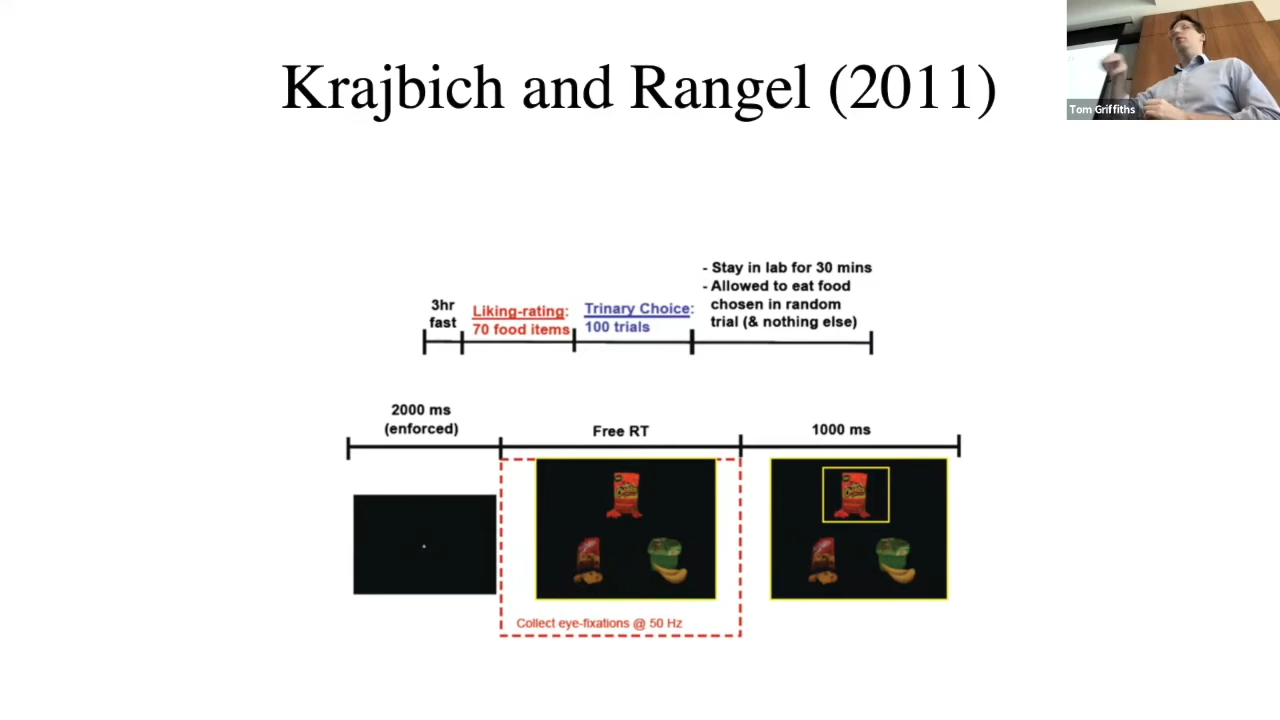 Krajbich and Rangel (2011)
Tom Griffiths
3hr
fast
Liking-rating:
70 food items
Trinary Choice:
100 trials
- Stay in lab for 30 mins
- Allowed to eat food
chosen in random
trial (& nothing else)
2000 ms
(enforced)
Free RT
1000 ms
Collect eye-fixations @ 50 Hz